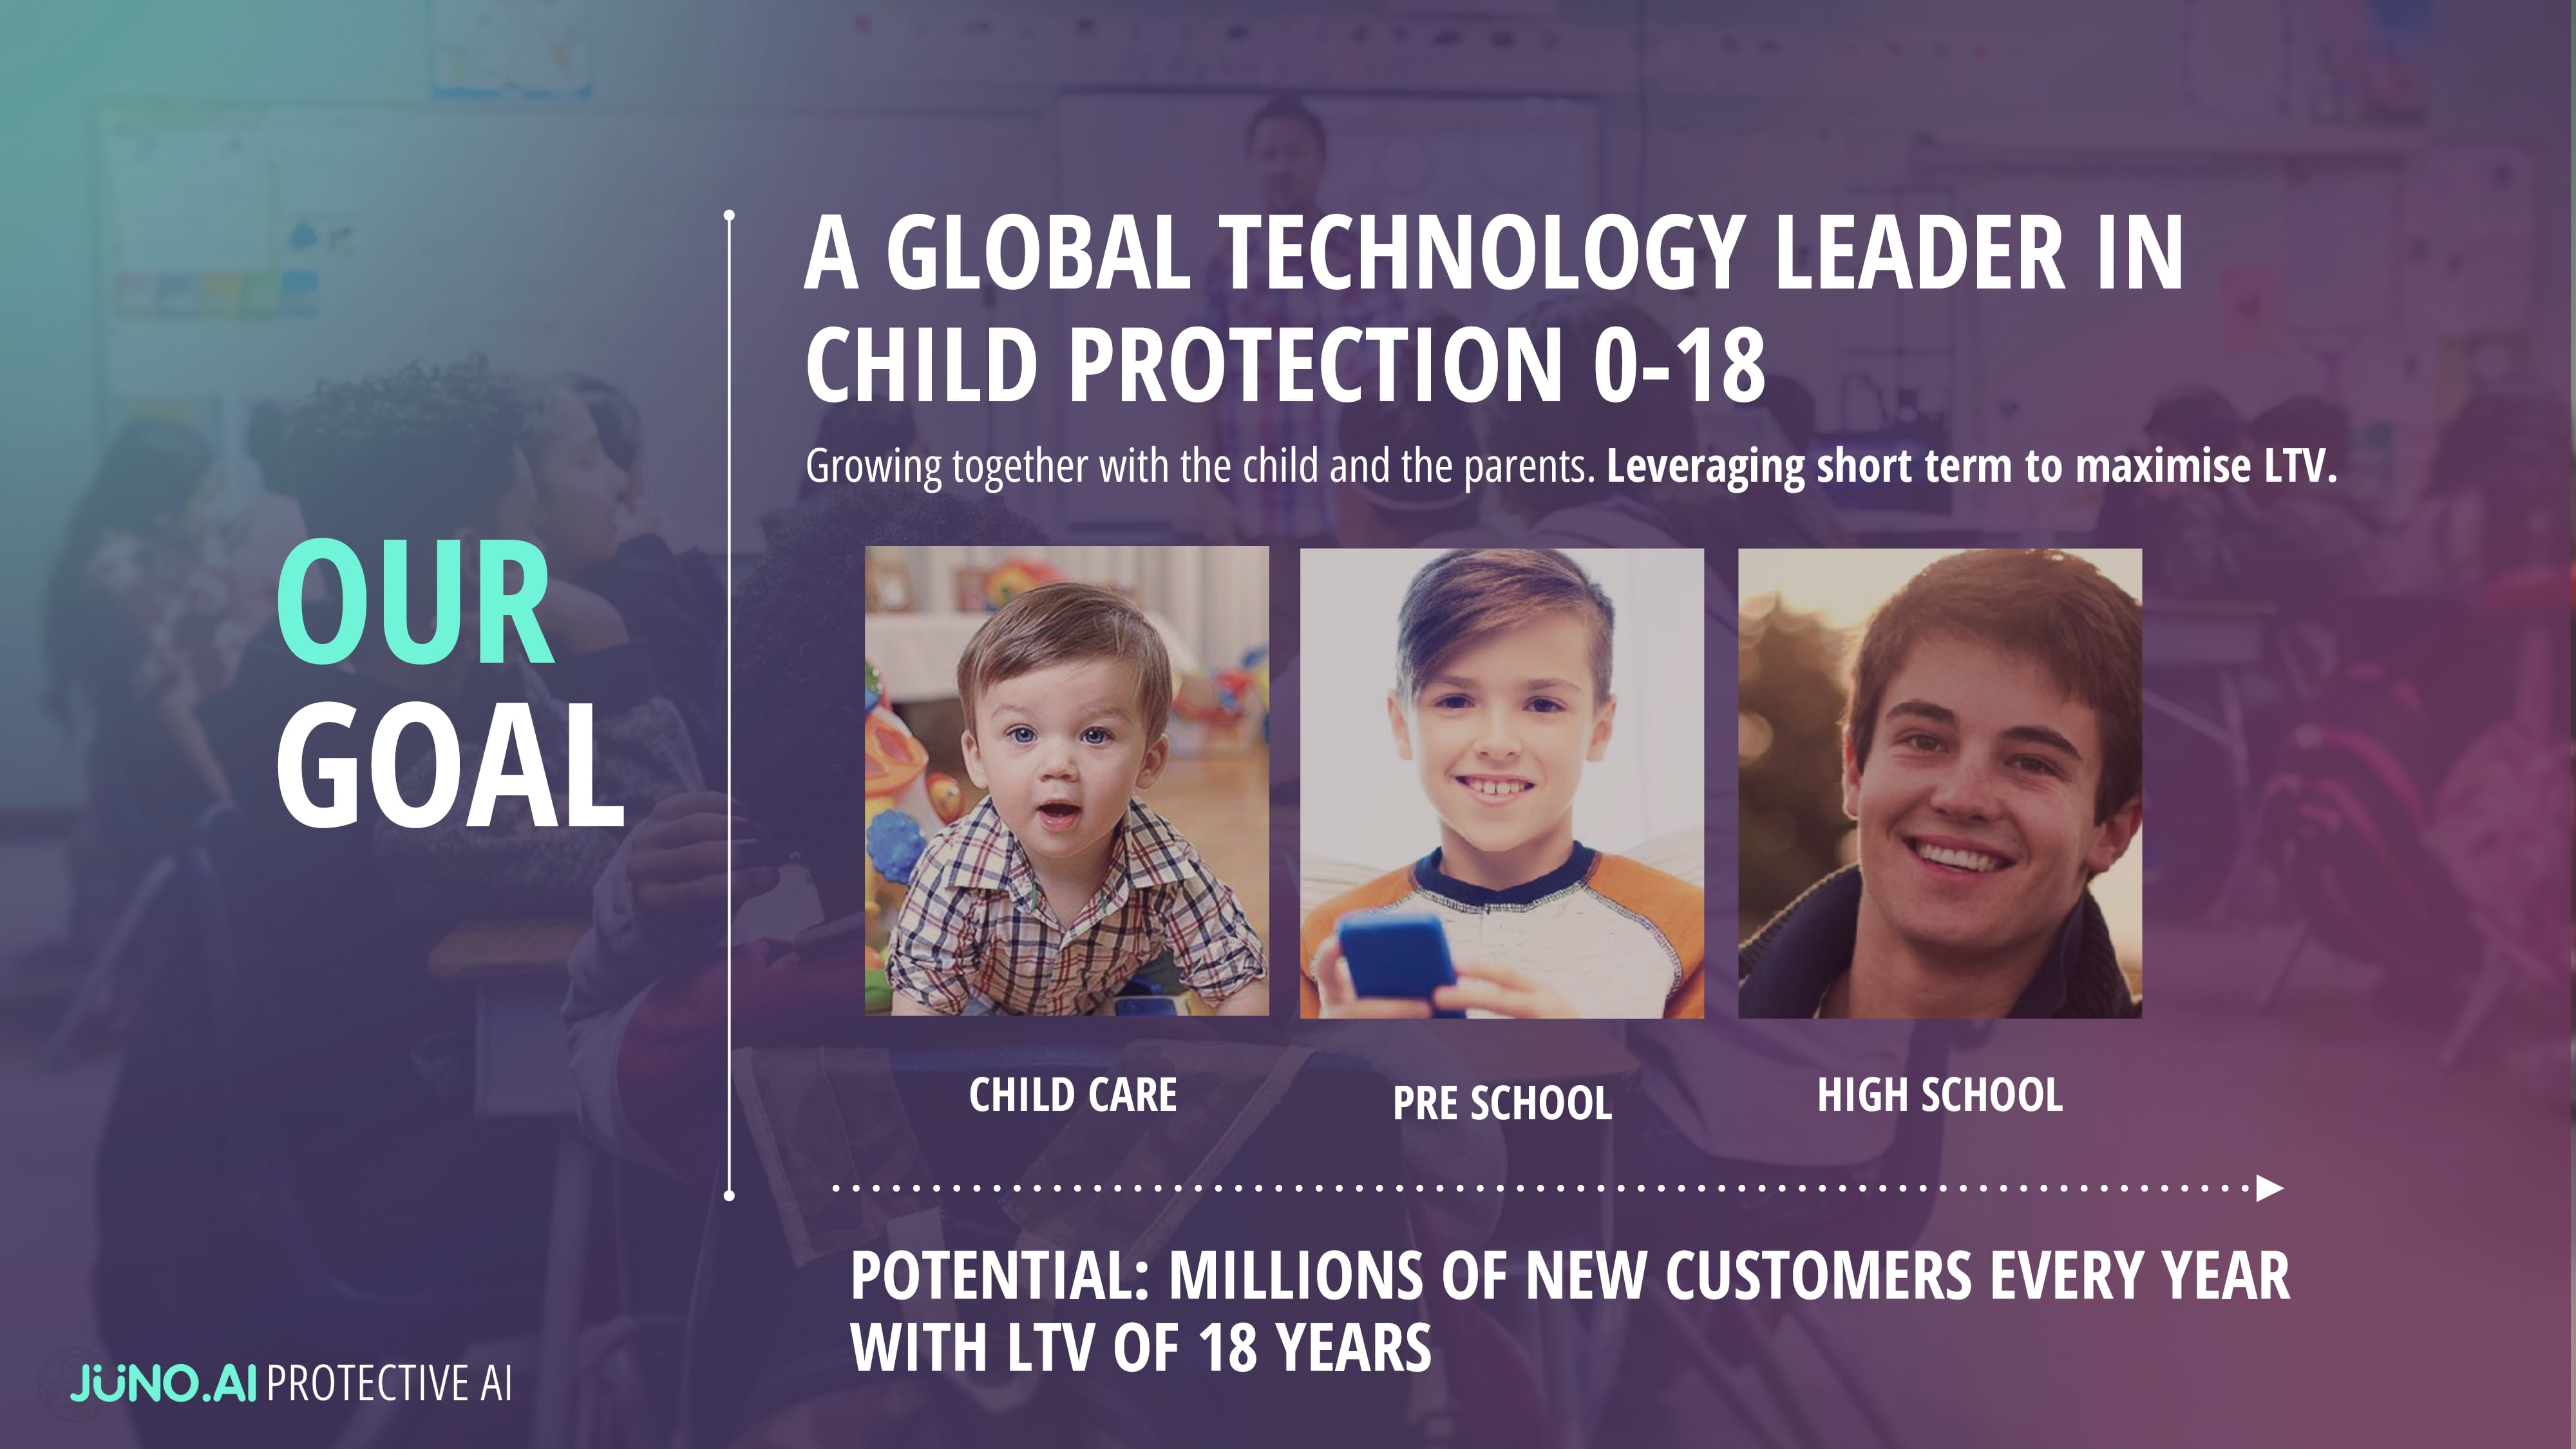 OUR
GOAL
A GLOBAL TECHNOLOGY LEADER IN
CHILD PROTECTION 0-18
Growing together with the child and the parents. Leveraging short term to maximise LTV.
CHILD CARE
PRE SCHOOL
HIGH SCHOOL
POTENTIAL: MILLIONS OF NEW CUSTOMERS EVERY YEAR
WITH LTV OF 18 YEARS
JÜNO.AI PROTECTIVE AI